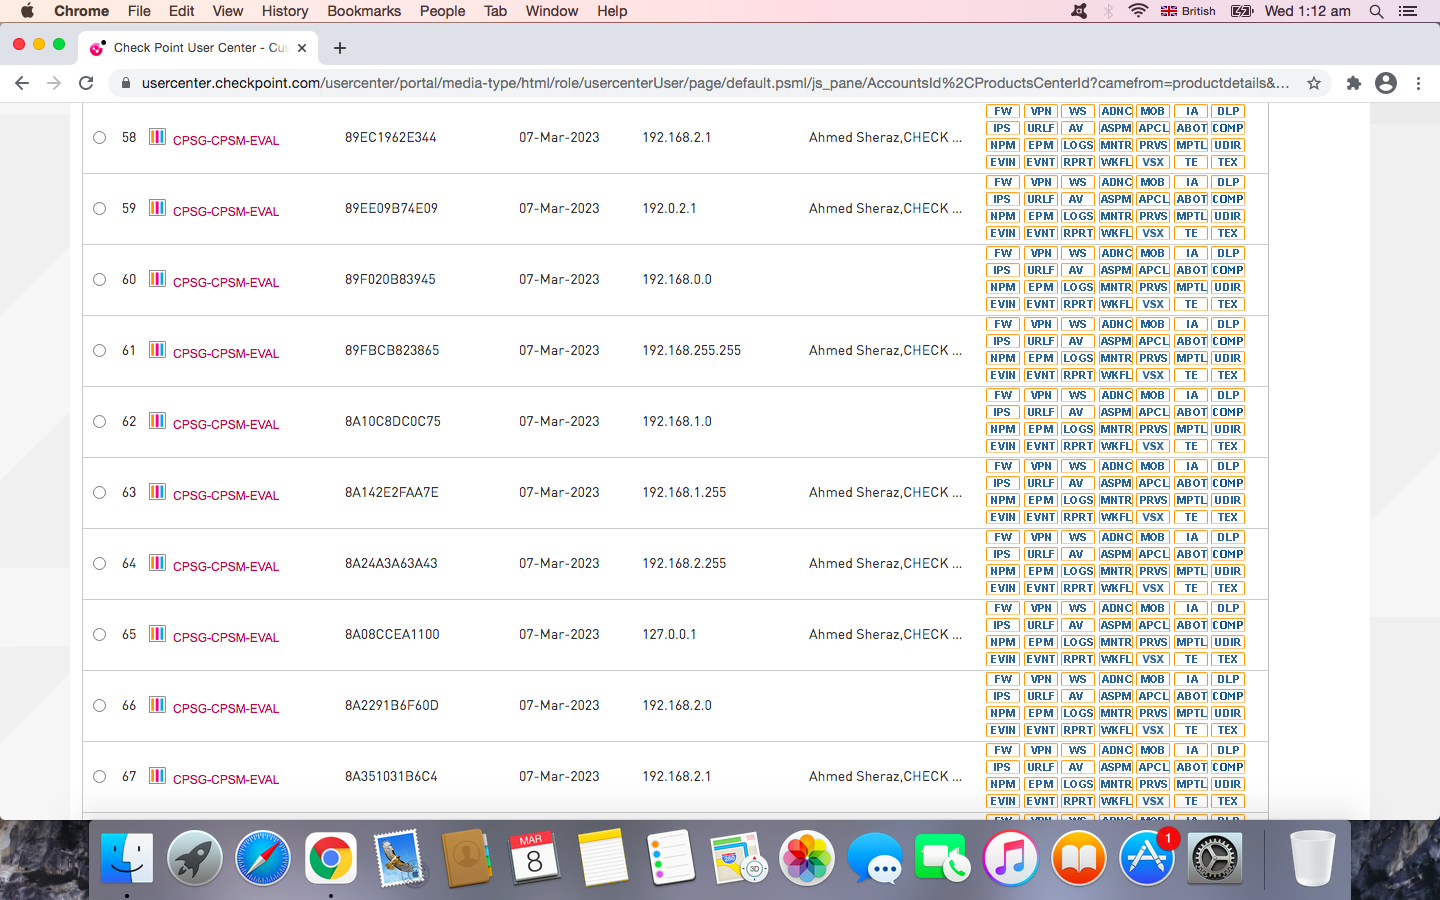 Chrome File Edit View History Bookmarks People Tab Window Help British Wed 1:12 am
Check Point User Center - Cus
usercenter.checkpoint.com/usercenter/portal/media-type/html/role/usercenterUser/page/default.psml/js_pane/AccountsId%2CProductsCenterId?camefrom=productdetails&...
FW VPN WS ADNC MOB IA DLP
58 CPSG-CPSM-EVAL 89EC1962E344 07-Mar-2023 192.168.2.1 Ahmed Sheraz,CHECK ...
IPS URLF AV ASPM APCL ABOT COMP
NPM EPM LOGS MNTR PRVS MPTL UDIR
EVIN EVNT RPRT WKFL VSX TE TEX
FW VPN WS ADNC MOB IA DLP
59 CPSG-CPSM-EVAL 89EE09B74E09 07-Mar-2023 192.0.2.1 Ahmed Sheraz,CHECK ...
IPS URLF AV ASPM APCL ABOT COMP
NPM EPM LOGS MNTR PRVS MPTL UDIR
EVIN EVNT RPRT WKFL VSX TE TEX
FW VPN WS ADNC MOB IA DLP
60 CPSG-CPSM-EVAL 89F020B83945 07-Mar-2023 192.168.0.0
IPS URLF AV ASPM APCL ABOT COMP
NPM EPM LOGS MNTR PRVS MPTL UDIR
EVIN EVNT RPRT WKFL VSX TE TEX
FW VPN WS ADNC MOB IA DLP
61 CPSG-CPSM-EVAL 89FBCB823865 07-Mar-2023 192.168.255.255 Ahmed Sheraz,CHECK ...
IPS URLF AV ASPM APCL ABOT COMP
NPM EPM LOGS MNTR PRVS MPTL UDIR
EVIN EVNT RPRT WKFL VSX TE TEX
FW VPN WS ADNC MOB IA DLP
62 CPSG-CPSM-EVAL 8A10C8DC0C75 07-Mar-2023 192.168.1.0
IPS URLF AV ASPM APCL ABOT COMP
NPM EPM LOGS MNTR PRVS MPTL UDIR
EVIN EVNT RPRT WKFL VSX TE TEX
FW VPN WS ADNC MOB IA DLP
63 CPSG-CPSM-EVAL 8A142E2FAA7E 07-Mar-2023 192.168.1.255
IPS URLF AV ASPM APCL ABOT COMP
NPM EPM LOGS MNTR PRVS MPTL UDIR
EVIN EVNT RPRT WKFL VSX TE TEX
FW VPN WS ADNC MOB IA DLP
64 CPSG-CPSM-EVAL 8A24A3A63A43 07-Mar-2023 192.168.2.255 Ahmed Sheraz,CHECK ...
IPS URLF AV ASPM APCL ABOT COMP
NPM EPM LOGS MNTR PRVS MPTL UDIR
EVIN EVNT RPRT WKFL VSX TE TEX
FW VPN WS ADNC MOB IA DLP
65 CPSG-CPSM-EVAL 8A08CCEA1100 07-Mar-2023 127.0.0.1 Ahmed Sheraz,CHECK ...
IPS URLF AV ASPM APCL ABOT COMP
NPM EPM LOGS MNTR PRVS MPTL UDIR
EVIN EVNT RPRT WKFL VSX TE TEX
FW VPN WS ADNC MOB IA DLP
66 CPSG-CPSM-EVAL 8A2291B6F60D 07-Mar-2023 192.168.2.0
IPS URLF AV ASPM APCL ABOT COMP
NPM EPM LOGS MNTR PRVS MPTL UDIR
EVIN EVNT RPRT WKFL VSX TE TEX
FW VPN WS ADNC MOB IA DLP
67 CPSG-CPSM-EVAL 8A351031B6C4 07-Mar-2023 192.168.2.1 Ahmed Sheraz,CHECK ...
IPS URLF AV ASPM APCL ABOT COMP
NPM EPM LOGS MNTR PRVS MPTL UDIR
EVIN EVNT RPRT WKFL VSX TE TEX
MAR
8
280
3D
1